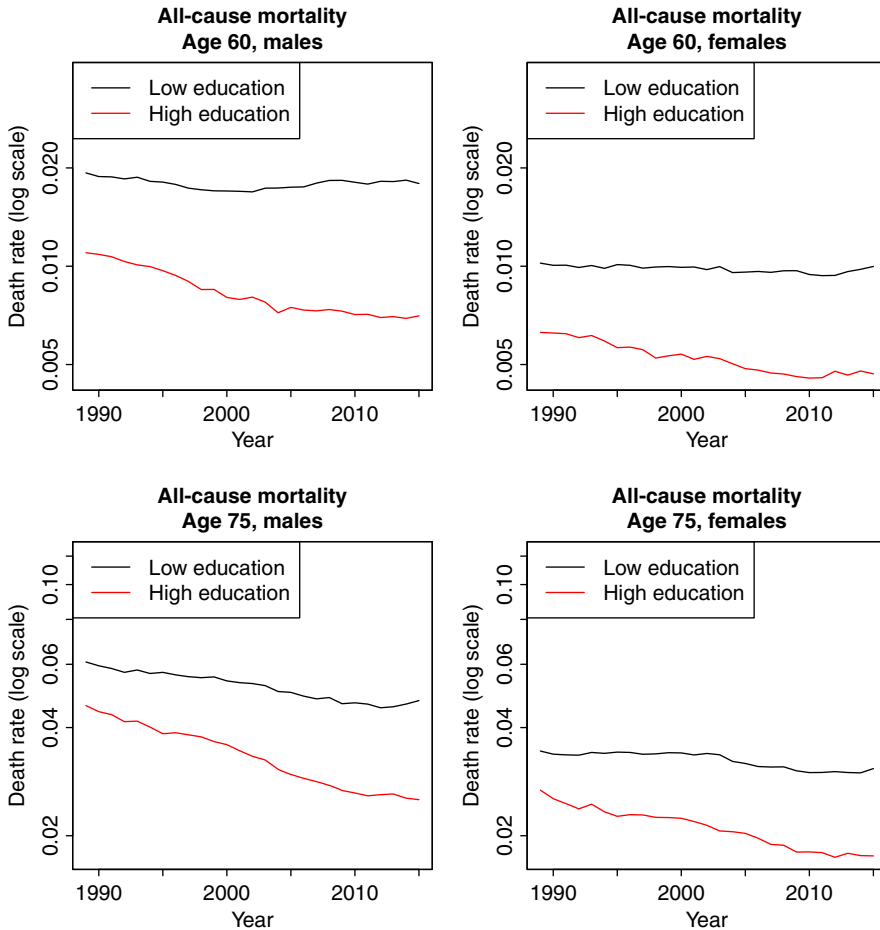 All-cause mortality
Age 60, males
Low education
High education
Death rate (log scale)
0.020
0.010
0.005
1990
2000
2010
Year
All-cause mortality
Age 60, females
Low education
High education
Death rate (log scale)
0.020
0.010
0.005
1990
2000
2010
Year
All-cause mortality
Age 75, males
Low education
High education
Death rate (log scale)
0.10
0.06
0.04
0.02
1990
2000
2010
Year
All-cause mortality
Age 75, females
Low education
High education
Death rate (log scale)
0.10
0.06
0.04
0.02
1990
2000
2010
Year